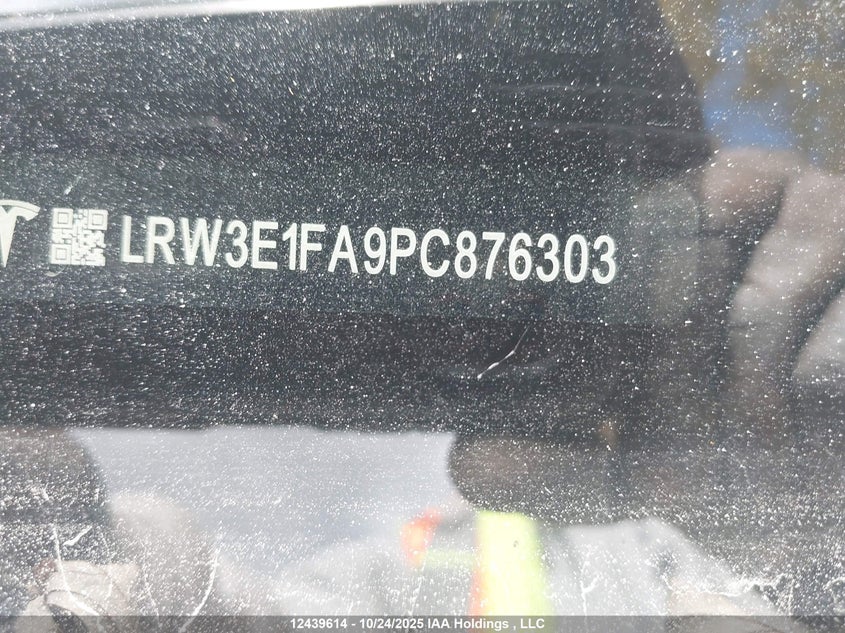 LRW3E1FA9PC876303
12439614 - 10/24/2025 IAA Holdings , LLC